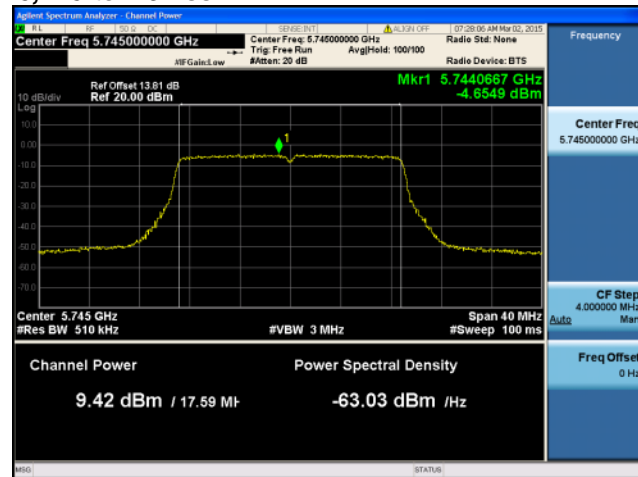 Agilent Spectrum Analyzer - Channel Power
RL RF 50 Ω DC SENSE:INT ALIGN OFF 07:28:06 AM Mar 02, 2015
Center Freq 5.745000000 GHz
Center Freq: 5.745000000 GHz
Radio Std: None
Trig: Free Run Avg|Hold: 100/100
#IFGain:Low #Atten: 20 dB Radio Device: BTS
Ref Offset 13.81 dB
10 dB/div Ref 20.00 dBm
Mkr1 5.7440667 GHz
-4.6549 dBm
Log
10.0
0.00
-10.0
-20.0
-30.0
-40.0
-50.0
-60.0
-70.0
1
Center 5.745 GHz Span 40 MHz
#Res BW 510 kHz #VBW 3 MHz #Sweep 100 ms
Channel Power Power Spectral Density
9.42 dBm / 17.59 MH -63.03 dBm /Hz
MSG STATUS
Frequency
Center Freq
5.745000000 GHz
CF Step
4.000000 MHz
Auto Man
Freq Offset
0 Hz